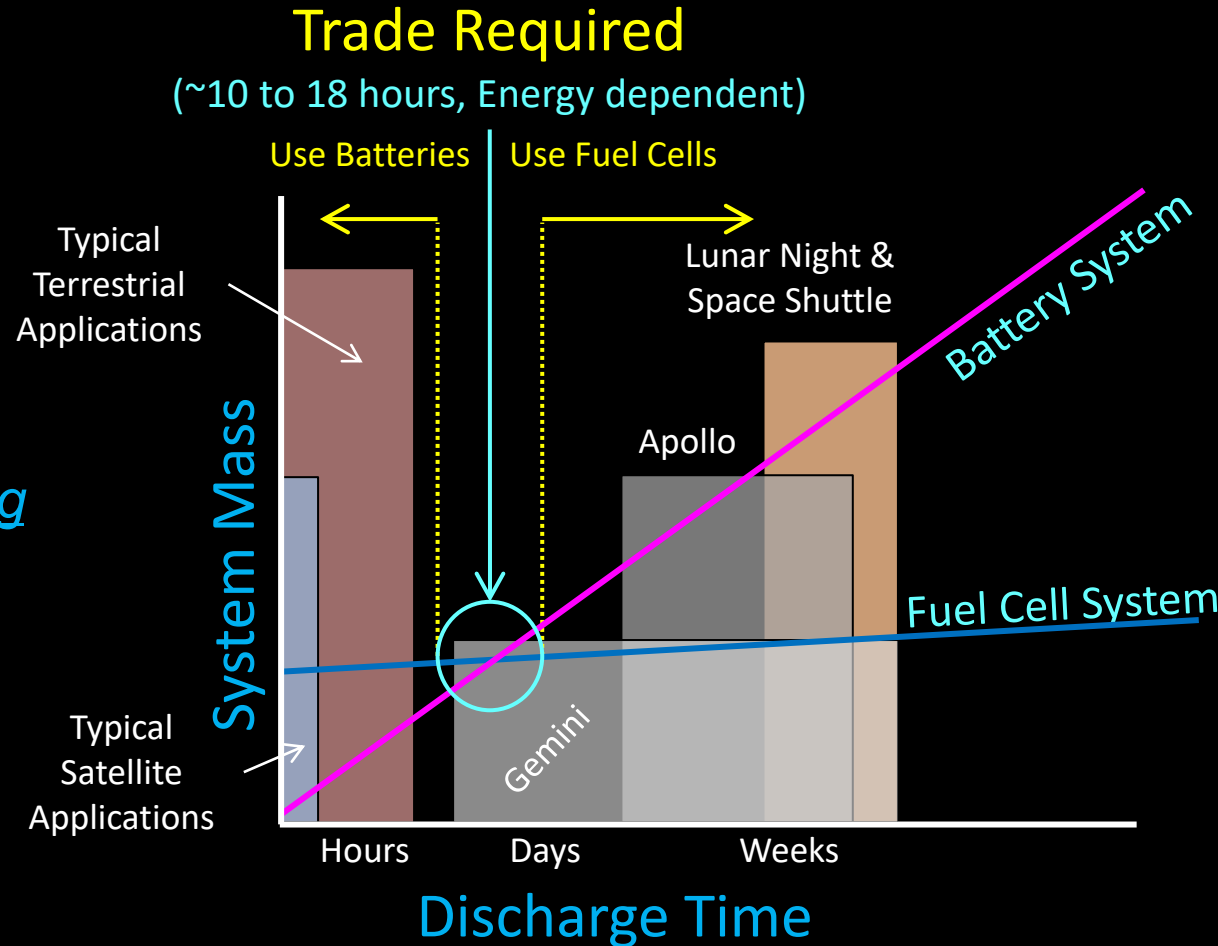 Trade Required
(~10 to 18 hours, Energy dependent)
Use Batteries
Use Fuel Cells
Typical
Terrestrial
Applications
Lunar Night &
Space Shuttle
Battery System
Apollo
g
System Mass
Fuel Cell System
Gemini
Typical
Satellite
Applications
Hours
Days
Weeks
Discharge Time